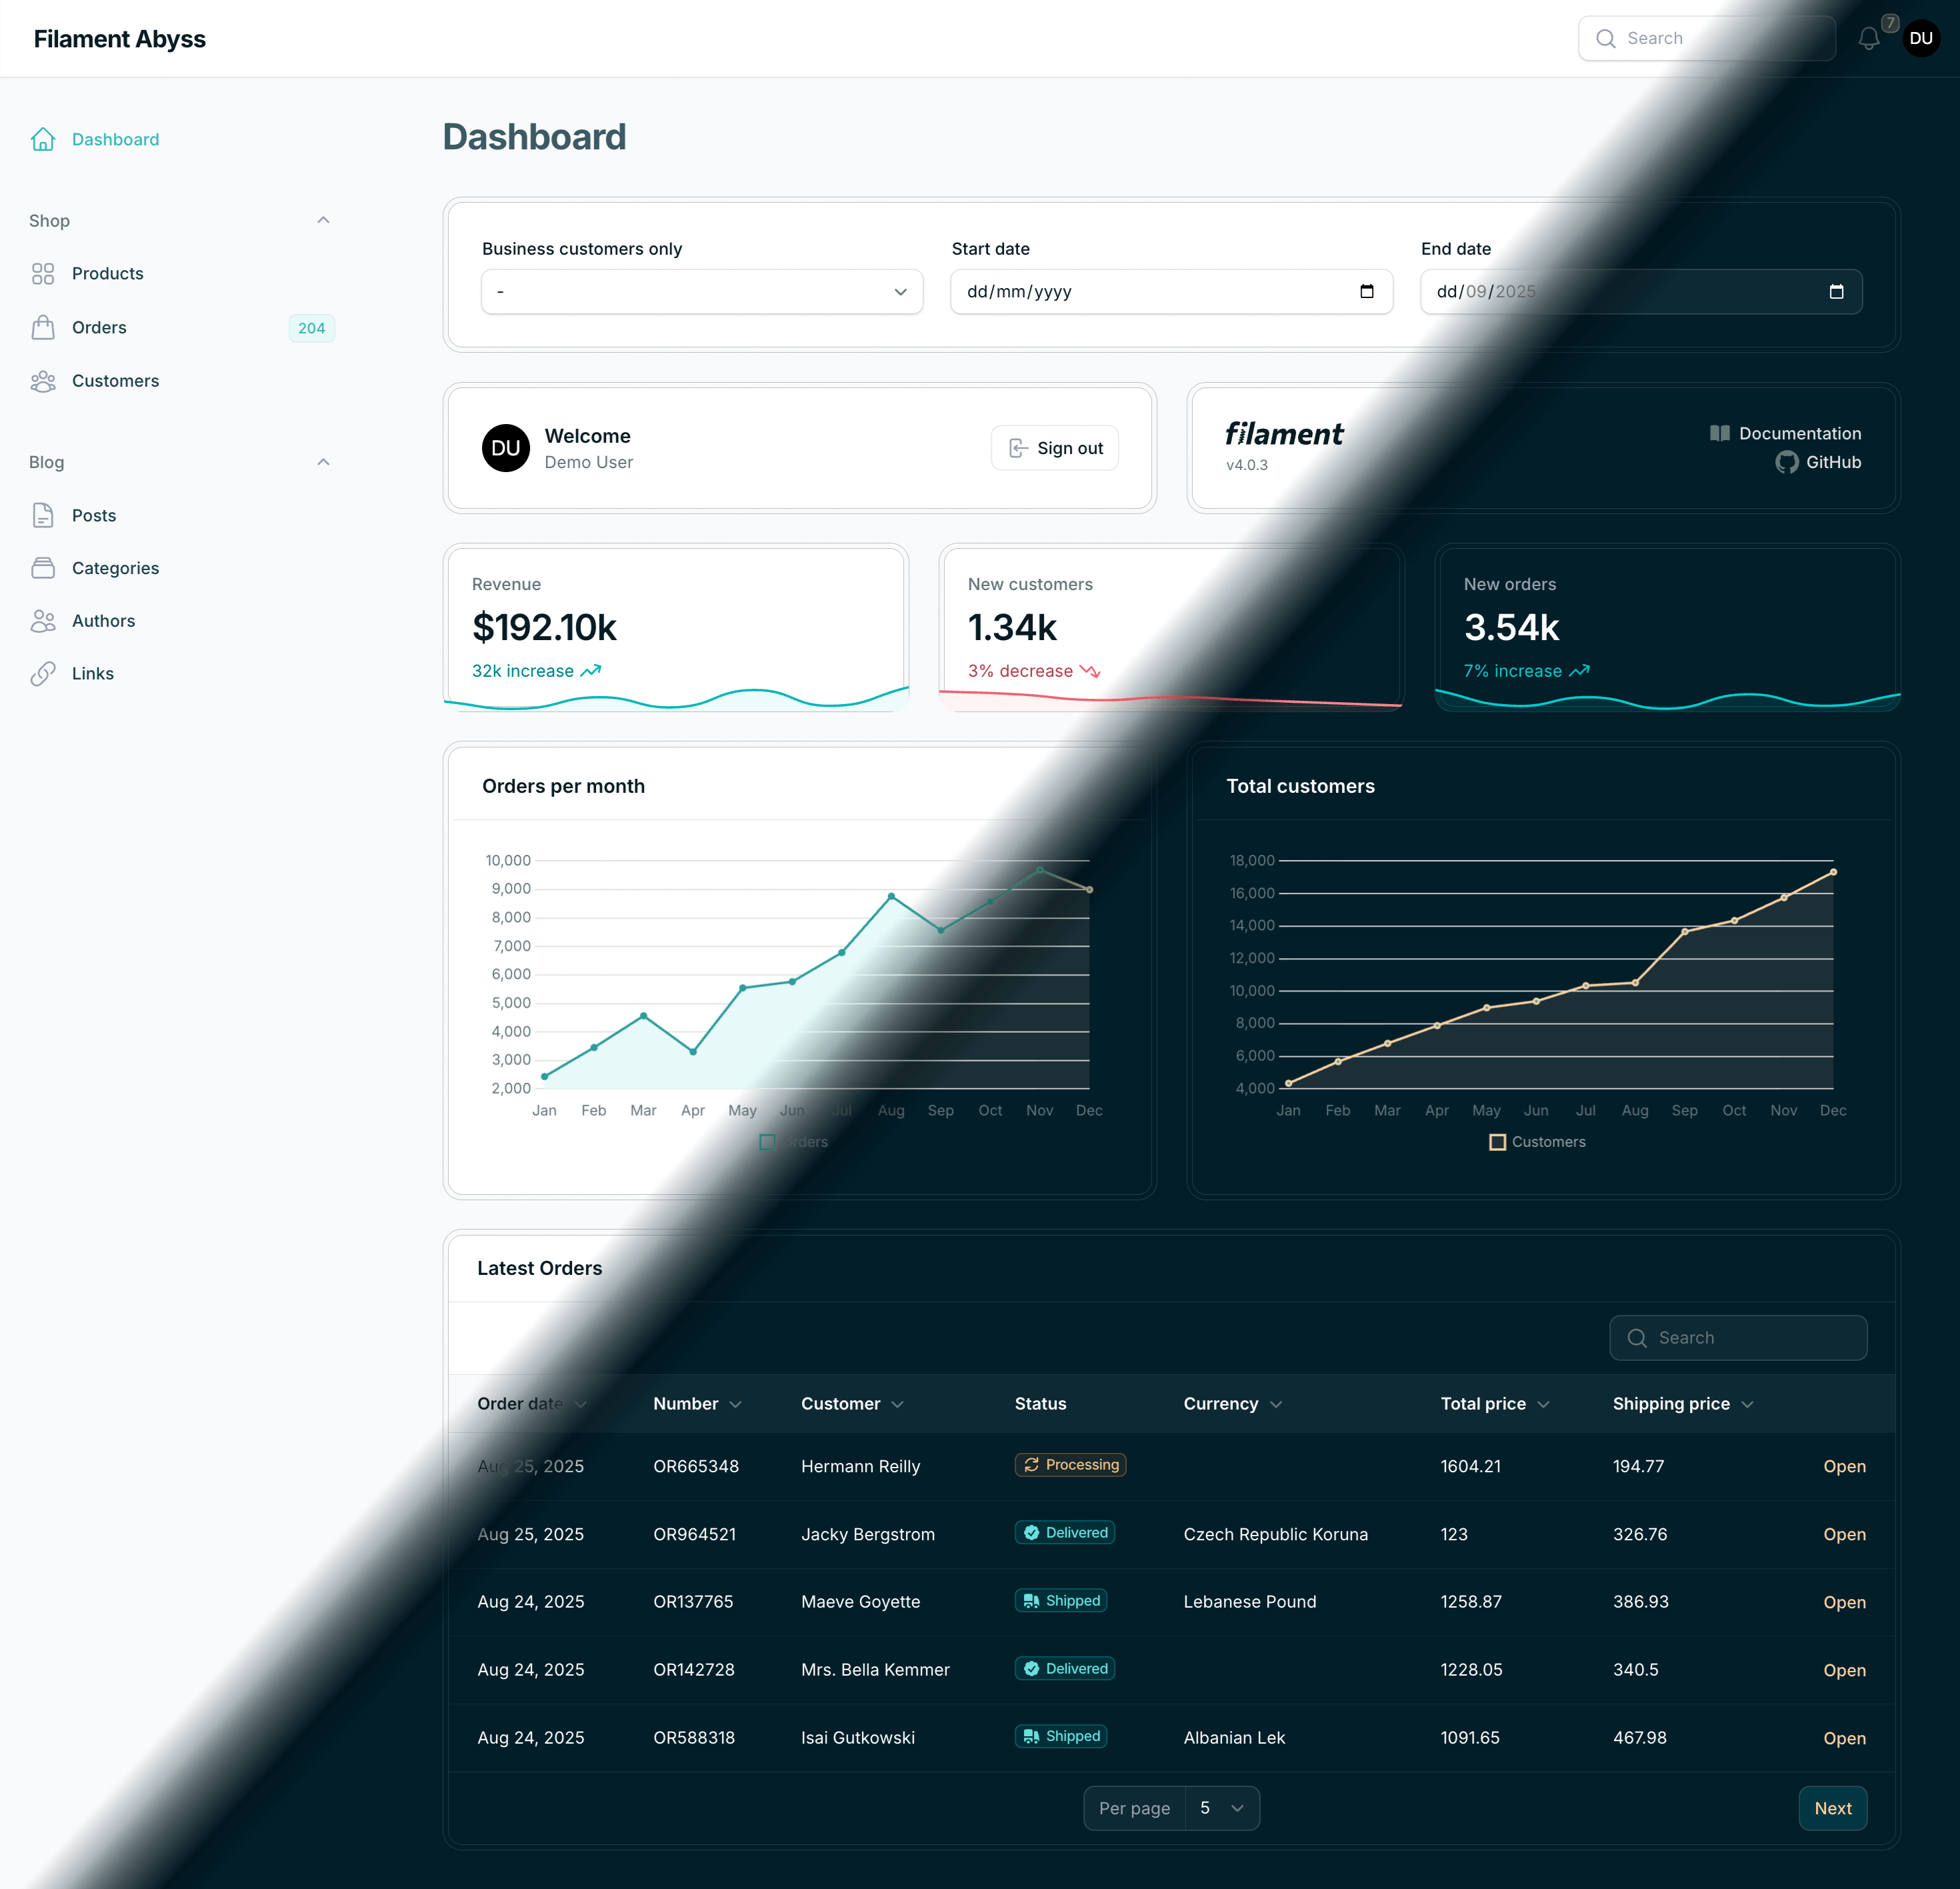 Filament Abyss
Search
7
DU
Dashboard
Shop
Products
Orders 204
Customers
Blog
Posts
Categories
Authors
Links
Dashboard
Business customers only Start date End date
- dd/mm/yyyy dd/09/2025
DU
Welcome
Demo User
Sign out
filament
v4.0.3
Documentation
GitHub
Revenue
$192.10k
32k increase
New customers
1.34k
3% decrease
New orders
3.54k
7% increase
Orders per month
10,000
9,000
8,000
7,000
6,000
5,000
4,000
3,000
2,000
Jan Feb Mar Apr May Jun Jul Aug Sep Oct Nov Dec
Orders
Total customers
18,000
16,000
14,000
12,000
10,000
8,000
6,000
4,000
Jan Feb Mar Apr May Jun Jul Aug Sep Oct Nov Dec
Customers
Latest Orders
Search
Order date Number Customer Status Currency Total price Shipping price
Aug 25, 2025 OR665348 Hermann Reilly Processing 1604.21 194.77 Open
Aug 25, 2025 OR964521 Jacky Bergstrom Delivered Czech Republic Koruna 123 326.76 Open
Aug 24, 2025 OR137765 Maeve Goyette Shipped Lebanese Pound 1258.87 386.93 Open
Aug 24, 2025 OR142728 Mrs. Bella Kemmer Delivered 1228.05 340.5 Open
Aug 24, 2025 OR588318 Isai Gutkowski Shipped Albanian Lek 1091.65 467.98 Open
Per page 5
Next